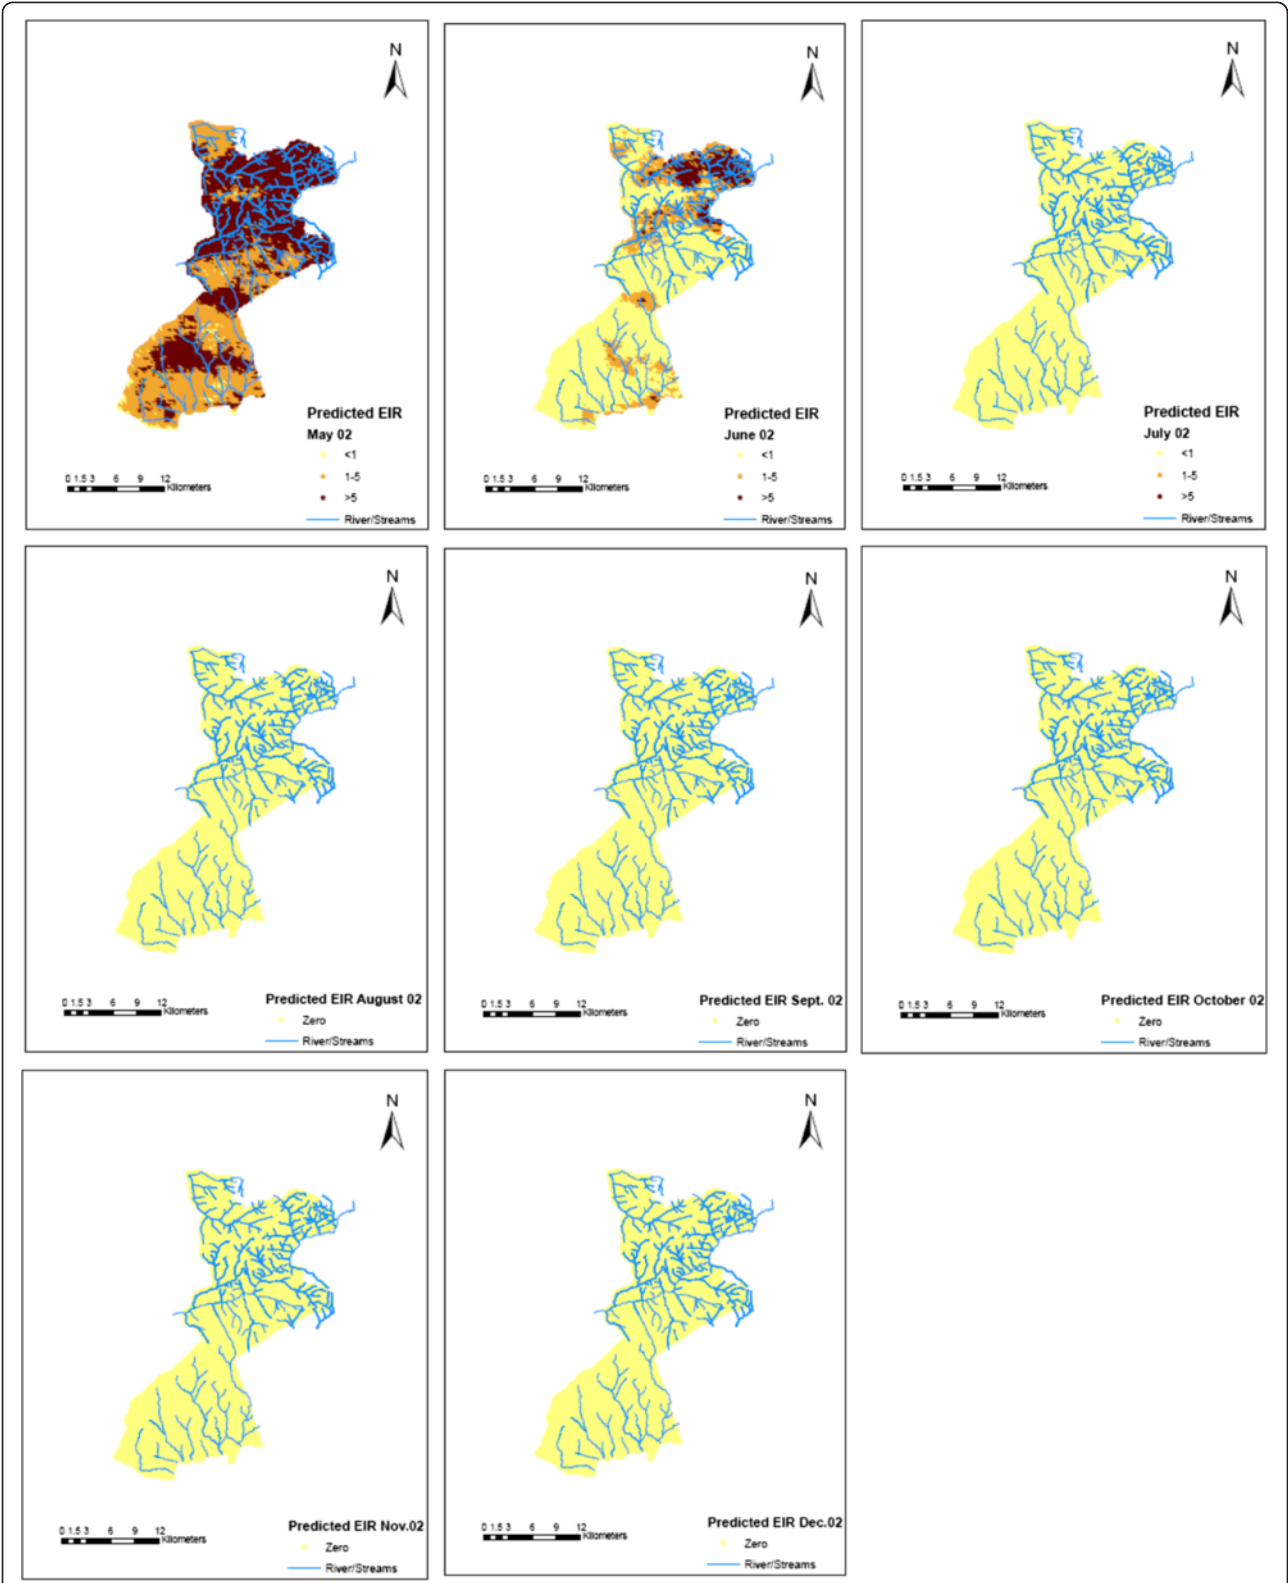 N
Predicted EIR
May 02
<1
1-5
>5
River/Streams
0 1.5 3 6 9 12
Kilometers
N
Predicted EIR
June 02
<1
1-5
>5
River/Streams
0 1.5 3 6 9 12
Kilometers
N
Predicted EIR
July 02
<1
1-5
>5
River/Streams
0 1.5 3 6 9 12
Kilometers
N
Predicted EIR August 02
Zero
River/Streams
0 1.5 3 6 9 12
Kilometers
N
Predicted EIR Sept. 02
Zero
River/Streams
0 1.5 3 6 9 12
Kilometers
N
Predicted EIR October 02
Zero
River/Streams
0 1.5 3 6 9 12
Kilometers
N
Predicted EIR Nov.02
Zero
River/Streams
0 1.5 3 6 9 12
Kilometers
N
Predicted EIR Dec.02
Zero
River/Streams
0 1.5 3 6 9 12
Kilometers